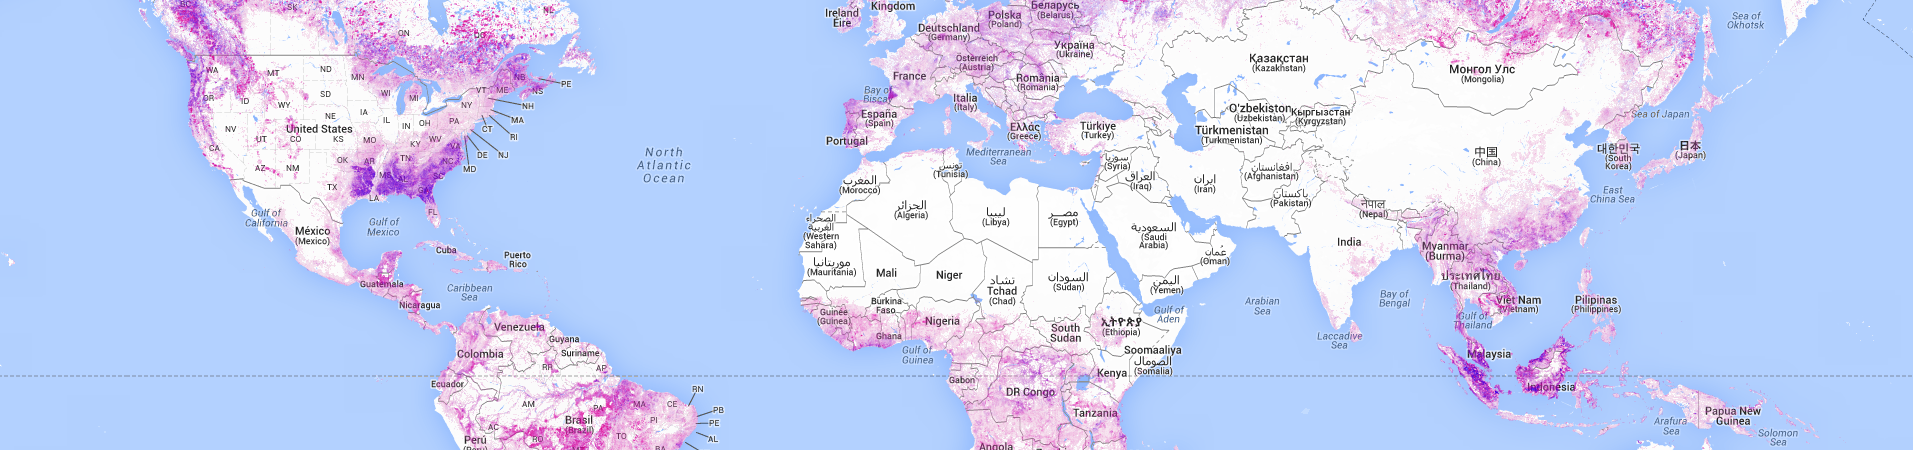 BC
SK
ON
QC
NL
WA
MT
ND
MN
OR
ID
SD
WI
MI
WY
NE
IA
NV
UT
CO
KS
IL
IN
OH
PA
NY
VT
ME
NB
NS
PE
NH
MA
RI
CT
NJ
DE
MD
CA
AZ
NM
OK
MO
KY
WV
VA
TN
NC
AR
MS
AL
GA
SC
TX
LA
FL
United States
Gulf of
California
Gulf of
Mexico
México
(Mexico)
Cuba
Puerto
Rico
Guatemala
Caribbean
Sea
Nicaragua
Venezuela
Guyana
Suriname
Colombia
RR
AP
Ecuador
AM
PA
MA
CE
RN
PB
PE
AL
PI
TO
BA
AC
RO
Brasil
(Brazil)
Perú
(Peru)
North
Atlantic
Ocean
Ireland
Éire
Kingdom
Deutschland
(Germany)
Polska
(Poland)
Беларусь
(Belarus)
Україна
(Ukraine)
Österreich
(Austria)
France
Romania
(Romania)
Bay of
Biscay
Italia
(Italy)
España
(Spain)
Portugal
Ελλάς
(Greece)
Türkiye
(Turkey)
Mediterranean
Sea
تونس
(Tunisia)
سوريا
(Syria)
العراق
(Iraq)
المغرب
(Morocco)
الجزائر
(Algeria)
ليبيا
(Libya)
مصر
(Egypt)
الصحراء
الغربية
(Western
Sahara)
موريتانيا
(Mauritania)
Mali
Niger
تشاد
Tchad
(Chad)
السودان
(Sudan)
السعودية
(Saudi
Arabia)
عُمان
(Oman)
اليمن
(Yemen)
Gulf of
Aden
Burkina
Faso
Guinée
(Guinea)
Ghana
Nigeria
Gulf of
Guinea
South
Sudan
ኢትዮጵያ
(Ethiopia)
Soomaaliya
الصومال
(Somalia)
Gabon
Kenya
DR Congo
Tanzania
Angola
Қазақстан
(Kazakhstan)
Монгол Улс
(Mongolia)
O'zbekiston
(Uzbekistan)
Кыргызстан
(Kyrgyzstan)
Türkmenistan
(Turkmenistan)
ایران
(Iran)
افغانستان
(Afghanistan)
پاکستان
(Pakistan)
नेपाल
(Nepal)
中国
(China)
대한민국
(South
Korea)
日本
(Japan)
Sea of
Okhotsk
Sea of Japan
East
China Sea
India
Myanmar
(Burma)
ประเทศไทย
(Thailand)
Việt Nam
(Vietnam)
Pilipinas
(Philippines)
Arabian
Sea
Bay of
Bengal
Laccadive
Sea
Gulf of
Thailand
Malaysia
Indonesia
Papua New
Guinea
Arafura
Sea
Solomon
Sea